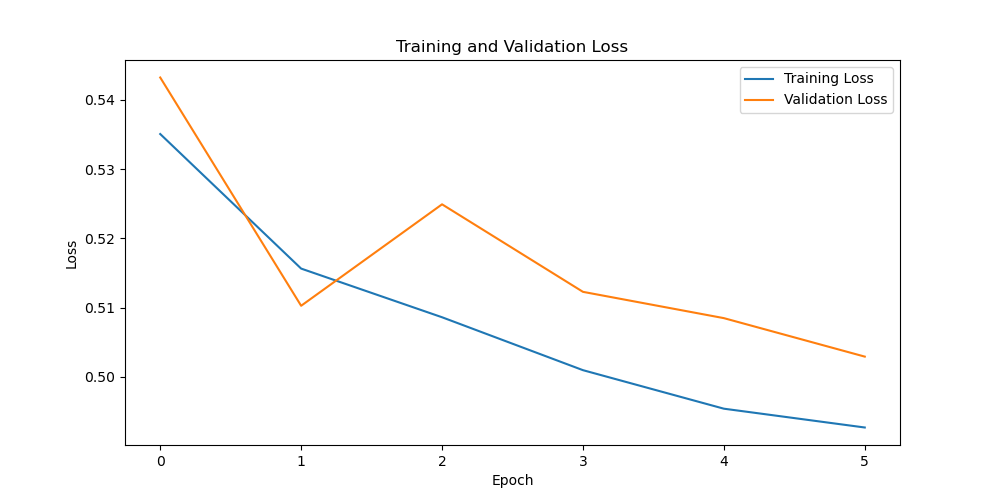 Training and Validation Loss
Training Loss
Validation Loss
0.54
0.53
0.52
0.51
0.50
Loss
0 1 2 3 4 5
Epoch